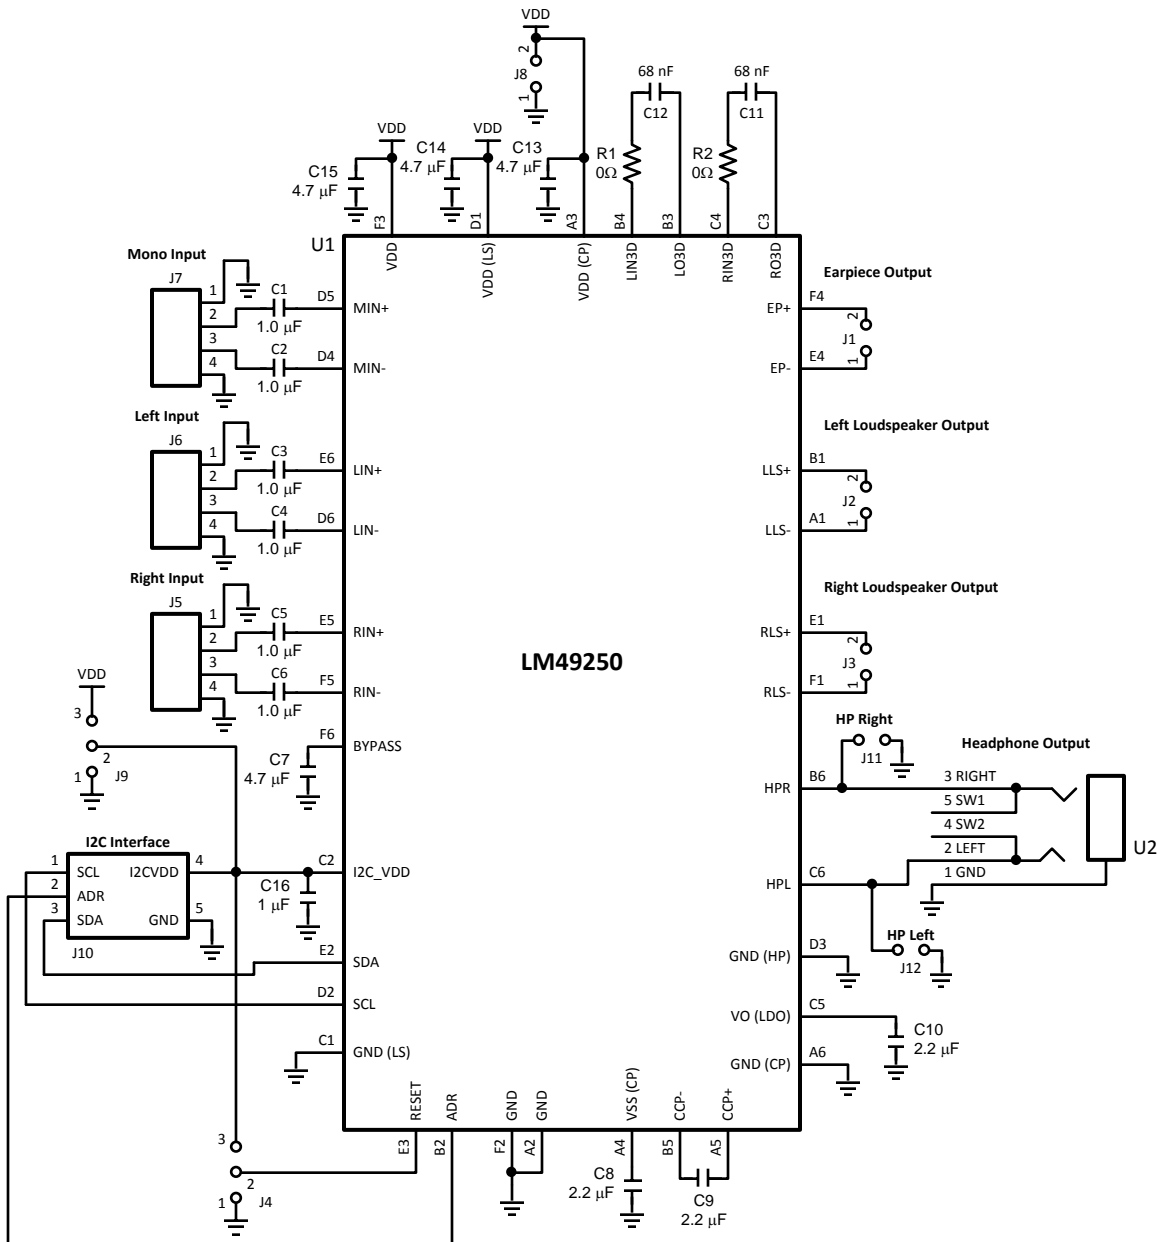 VDD
2
J8
1
68 nF
C12
68 nF
C11
VDD
VDD
C15
4.7 µF
C14
4.7 µF
C13
4.7 µF
R1
0Ω
R2
0Ω
F3
D1
A3
B4
B3
C4
C3
U1
VDD
VDD (LS)
VDD (CP)
LIN3D
LO3D
RIN3D
RO3D
Mono Input
J7
1
2
3
4
C1
1.0 µF
C2
1.0 µF
D5
MIN+
D4
MIN-
Left Input
J6
1
2
3
4
C3
1.0 µF
C4
1.0 µF
E6
LIN+
D6
LIN-
Right Input
J5
1
2
3
4
C5
1.0 µF
C6
1.0 µF
E5
RIN+
F5
RIN-
LM49250
Earpiece Output
EP+
F4
2
J1
1
EP-
E4
Left Loudspeaker Output
LLS+
B1
2
J2
1
LLS-
A1
Right Loudspeaker Output
RLS+
E1
2
J3
1
RLS-
F1
VDD
3
2
1
J9
F6
BYPASS
C7
4.7 µF
HP Right
J11
Headphone Output
HPR
B6
3 RIGHT
5 SW1
4 SW2
2 LEFT
1 GND
U2
HPL
C6
HP Left
J12
I2C Interface
1
SCL
I2CVDD
4
2
ADR
3
SDA
GND
5
J10
C2
I2C_VDD
C16
1 µF
E2
SDA
D2
SCL
C1
GND (LS)
GND (HP)
D3
VO (LDO)
C5
C10
2.2 µF
GND (CP)
A6
RESET
ADR
GND
GND
VSS (CP)
CCP-
CCP+
E3
B2
F2
A2
A4
B5
A5
3
2
1
J4
C8
2.2 µF
C9
2.2 µF